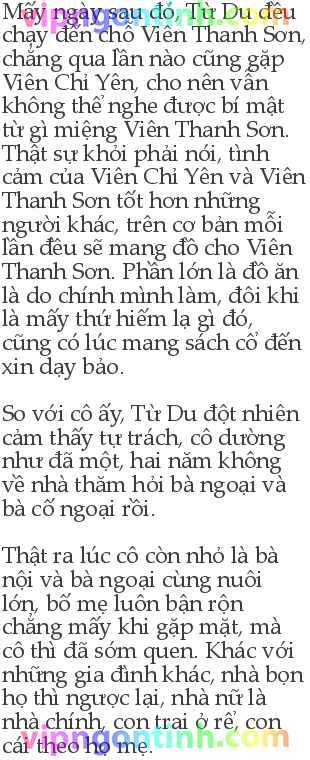 Mấy ngày sau đó, Từ Du đều
chạy đến chỗ Viên Thanh Sơn,
chẳng qua lần nào cũng gặp
Viên Chỉ Yên, cho nên vẫn
không thể nghe được bí mật
từ gì miệng Viên Thanh Sơn.
Thật sự khỏi phải nói, tình
cảm của Viên Chỉ Yên và Viên
Thanh Sơn tốt hơn những
người khác, trên cơ bản mỗi
lần đều sẽ mang đồ cho Viên
Thanh Sơn. Phần lớn là đồ ăn
là do chính mình làm, đôi khi
là mấy thứ hiếm lạ gì đó,
cũng có lúc mang sách cổ đến
xin dạy bảo.
So với cô ấy, Từ Du đột nhiên
cảm thấy tự trách, cô dường
như đã một, hai năm không
về nhà thăm hỏi bà ngoại và
bà cố ngoại rồi.
Thật ra lúc cô còn nhỏ là bà
nội và bà ngoại cùng nuôi
lớn, bố mẹ luôn bận rộn
chẳng mấy khi gặp mặt, mà
cô thì đã sớm quen. Khác với
những gia đình khác, nhà bọn
họ thì ngược lại, nhà nữ là
nhà chính, con trai ở rể, con
cái theo họ mẹ.
vipngontinh.com
vipngontinh.com